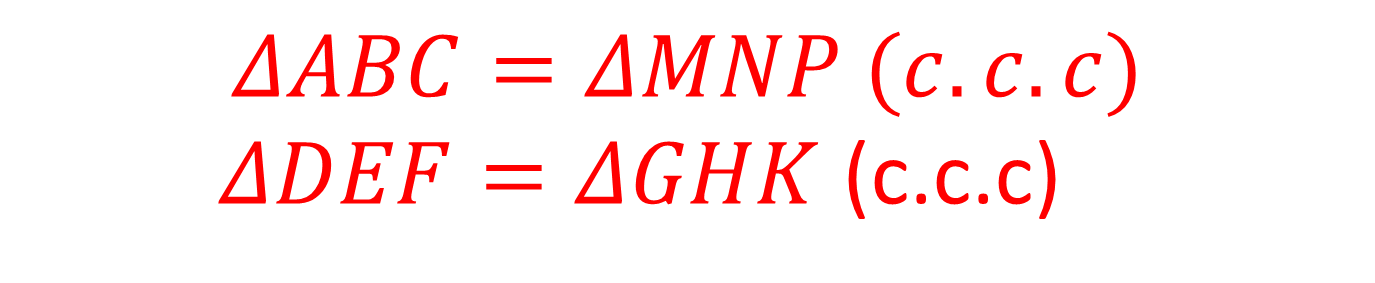 ΔABC = ΔMNP (c.c.c)
ΔDEF = ΔGHK (c.c.c)